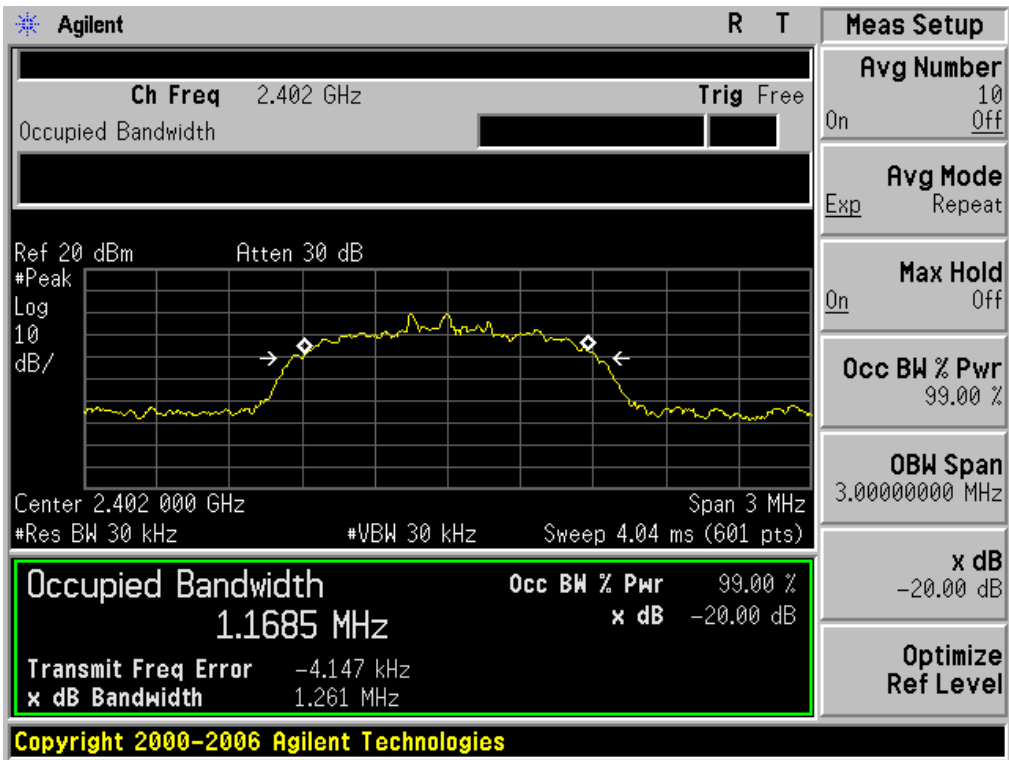 Agilent R T
Ch Freq 2.402 GHz Trig Free
Occupied Bandwidth
Ref 20 dBm Atten 30 dB
#Peak
Log
10
dB/
Center 2.402 000 GHz Span 3 MHz
#Res BW 30 kHz #VBW 30 kHz Sweep 4.04 ms (601 pts)
Occupied Bandwidth Occ BW % Pwr 99.00 %
1.1685 MHz x dB -20.00 dB
Transmit Freq Error -4.147 kHz
x dB Bandwidth 1.261 MHz
Copyright 2000-2006 Agilent Technologies
Meas Setup
Avg Number
10
On Off
Avg Mode
Exp Repeat
Max Hold
On Off
Occ BW % Pwr
99.00 %
OBW Span
3.00000000 MHz
x dB
-20.00 dB
Optimize
Ref Level